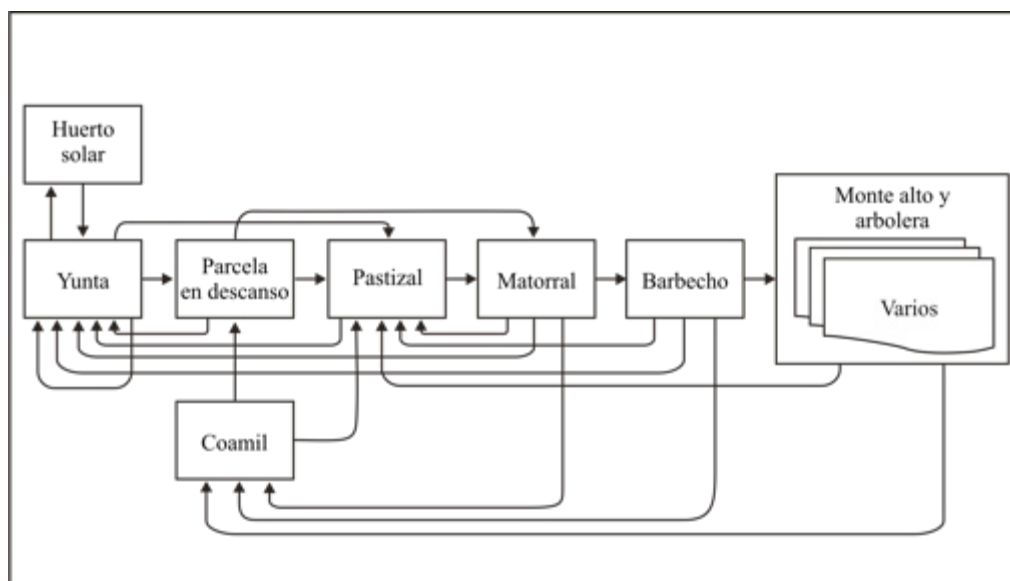 Huerto
solar
Monte alto y
arbolera
Yunta
Parcela
en descanso
Pastizal
Matorral
Barbecho
Varios
Coamil